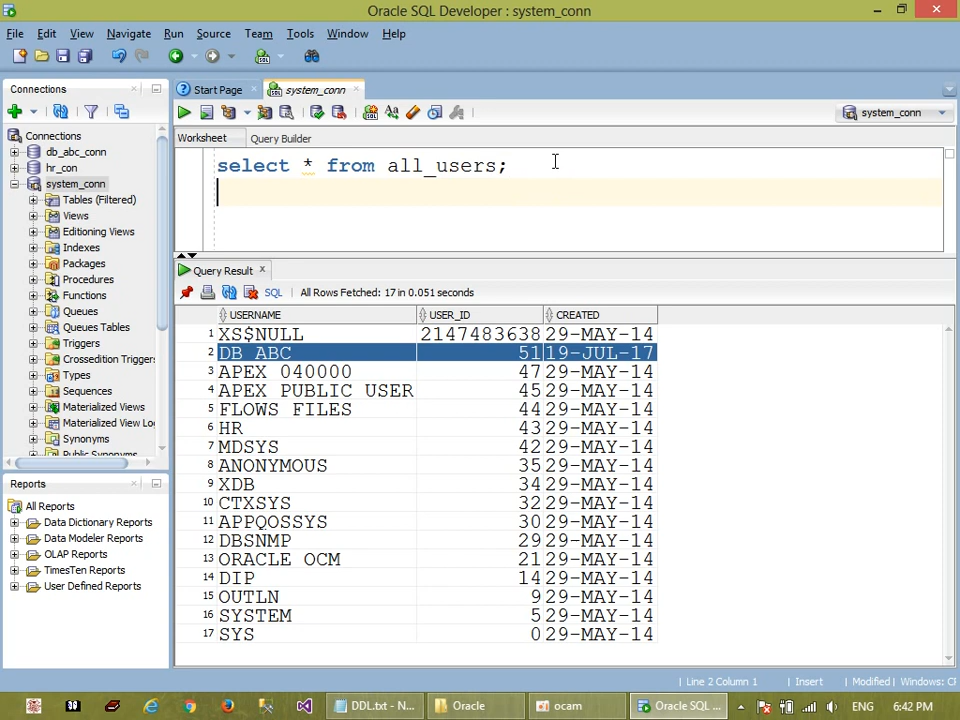 Oracle SQL Developer : system_conn
File Edit View Navigate Run Source Team Tools Window Help
Connections
Start Page
system_conn
system_conn
Worksheet Query Builder
Connections
db_abc_conn
hr_con
system_conn
Tables (Filtered)
Views
Editioning Views
Indexes
Packages
Procedures
Functions
Queues
Queues Tables
Triggers
Crossedition Triggers
Types
Sequences
Materialized Views
Materialized View Log
Synonyms
Public Synonyms
select * from all_users;
Query Result
SQL | All Rows Fetched: 17 in 0.051 seconds
USERNAME USER_ID CREATED
1 XS$NULL 2147483638 29-MAY-14
2 DB_ABC 51 19-JUL-17
3 APEX_040000 47 29-MAY-14
4 APEX_PUBLIC_USER 45 29-MAY-14
5 FLOWS_FILES 44 29-MAY-14
6 HR 43 29-MAY-14
7 MDSYS 42 29-MAY-14
8 ANONYMOUS 35 29-MAY-14
9 XDB 34 29-MAY-14
10 CTXSYS 32 29-MAY-14
11 APPQOSSYS 30 29-MAY-14
12 DBSNMP 29 29-MAY-14
13 ORACLE_OCM 21 29-MAY-14
14 DIP 14 29-MAY-14
15 OUTLN 9 29-MAY-14
16 SYSTEM 5 29-MAY-14
17 SYS 0 29-MAY-14
Reports
All Reports
Data Dictionary Reports
Data Modeler Reports
OLAP Reports
TimesTen Reports
User Defined Reports
Line 2 Column 1 | Insert | Modified | Windows: CF
DDL.txt - N...
Oracle
ocam
Oracle SQL ...
ENG
6:42 PM